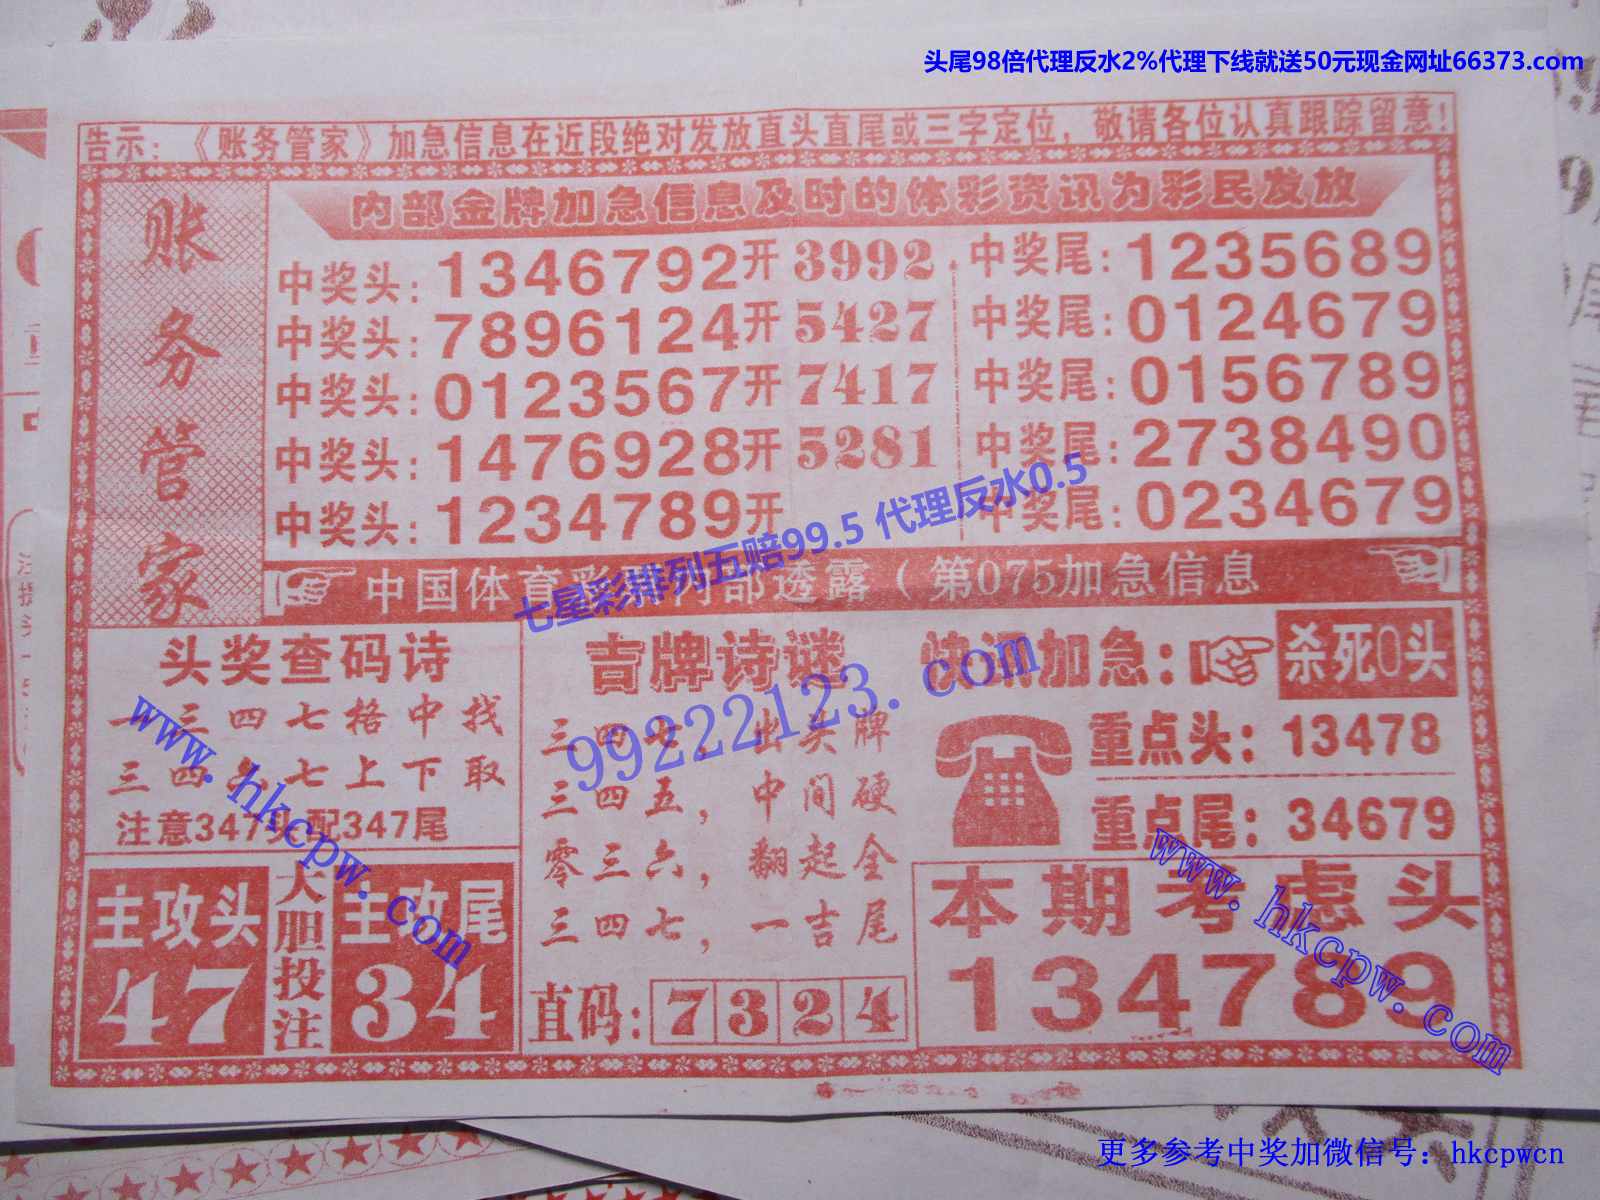 头尾98倍代理反水2%代理下线就送50元现金网址66373.com
告示：《账务管家》加急信息在近段绝对发放直头直尾或三字定位，敬请各位认真跟踪留意！
账务管家
内部金牌加急信息及时的体彩资讯为彩民发放
中奖头：1346792开3992 中奖尾：1235689
中奖头：7896124开5427 中奖尾：0124679
中奖头：0123567开7417 中奖尾：0156789
中奖头：1476928开5281 中奖尾：2738490
中奖头：1234789开 中奖尾：0234679
七星彩排列五赔99.5 代理反水0.5
中国体育彩 内部透露（第075加急信息
头奖查码诗
一三四七格中找
三四 七上下取
注意347头配347尾
主攻头
47
大胆投注
主攻尾
34
吉牌诗谜
三四七，出头牌
三四五，中间硬
零三六，翻起全
三四七，一吉尾
直码：7324
快讯加急：杀死0头
重点头：13478
重点尾：34679
本期考虑头
134789
99222123.com
www.hkcpw.com
www.hkcpw.com
更多参考中奖加微信号：hkcpwcn